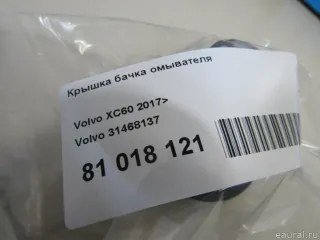 Крышка бачка омывателя
Volvo XC60 2017>
Volvo 31468137
81 018 121
eaural.ru